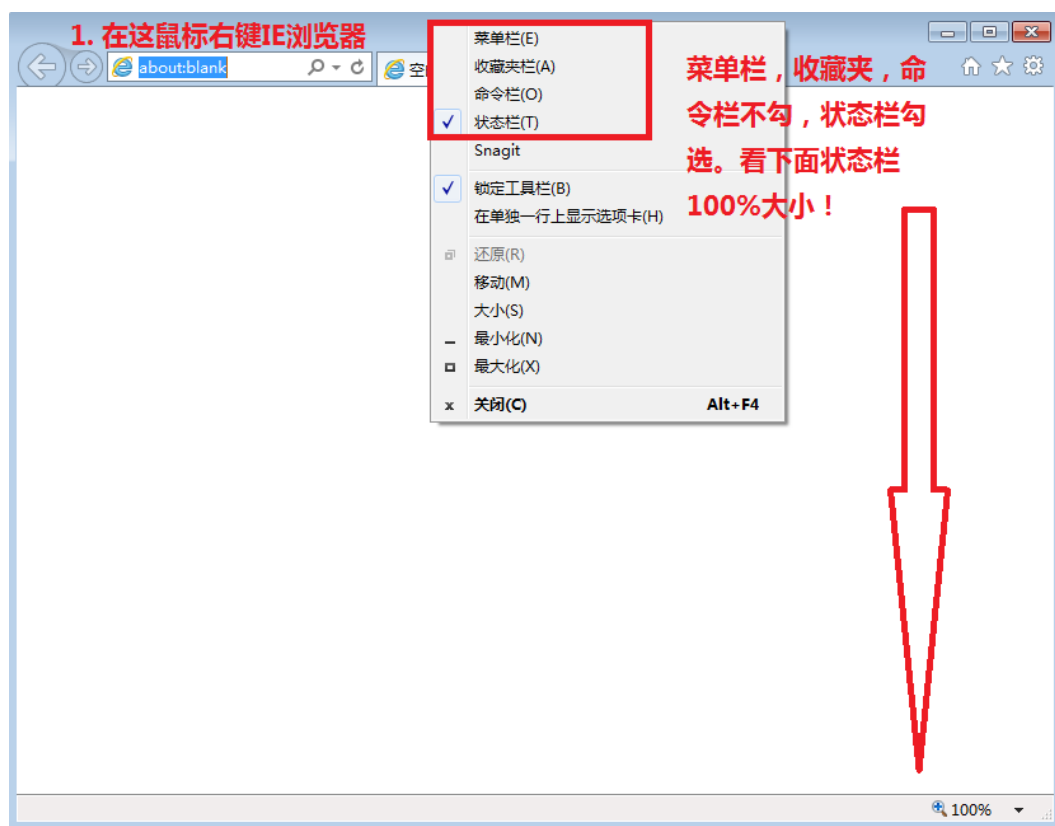 1. 在这鼠标右键IE浏览器
about:blank
空
菜单栏(E)
收藏夹栏(A)
命令栏(O)
状态栏(T)
Snagit
锁定工具栏(B)
在单独一行上显示选项卡(H)
还原(R)
移动(M)
大小(S)
最小化(N)
最大化(X)
关闭(C) Alt+F4
菜单栏，收藏夹，命
令栏不勾，状态栏勾
选。看下面状态栏
100%大小！
100%